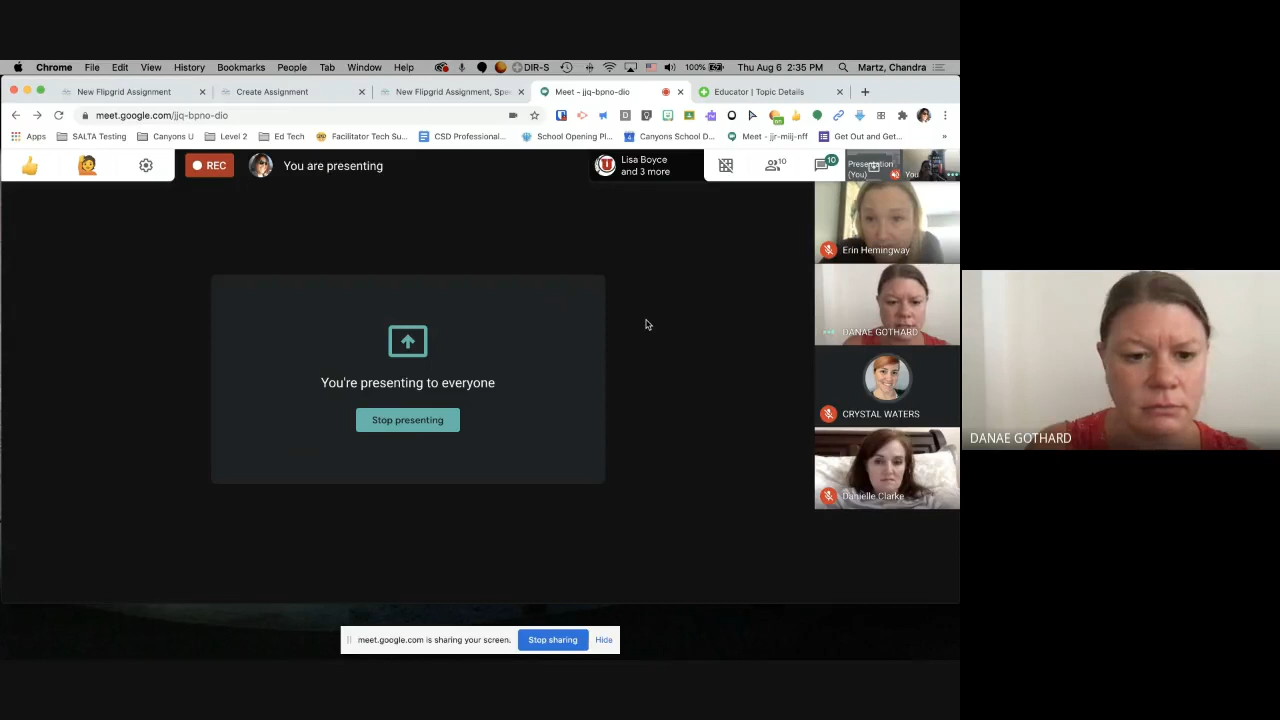 Chrome File Edit View History Bookmarks People Tab Window Help DIR-S 100% Thu Aug 6 2:35 PM Martz, Chandra
New Flipgrid Assignment Create Assignment New Flipgrid Assignment, Spe Meet - jjq-bpno-dio Educator | Topic Details
meet.google.com/jjq-bpno-dio
Apps SALTA Testing Canyons U Level 2 Ed Tech Facilitator Tech Su... CSD Professional... School Opening Pl... Canyons School D... Meet - jjr-miij-nff Get Out and Get... »
REC You are presenting
Lisa Boyce
and 3 more
10 10
Presentation
(You) You
Erin Hemingway
DANAE GOTHARD
CRYSTAL WATERS
Danielle Clarke
You're presenting to everyone
Stop presenting
DANAE GOTHARD
meet.google.com is sharing your screen. Stop sharing Hide